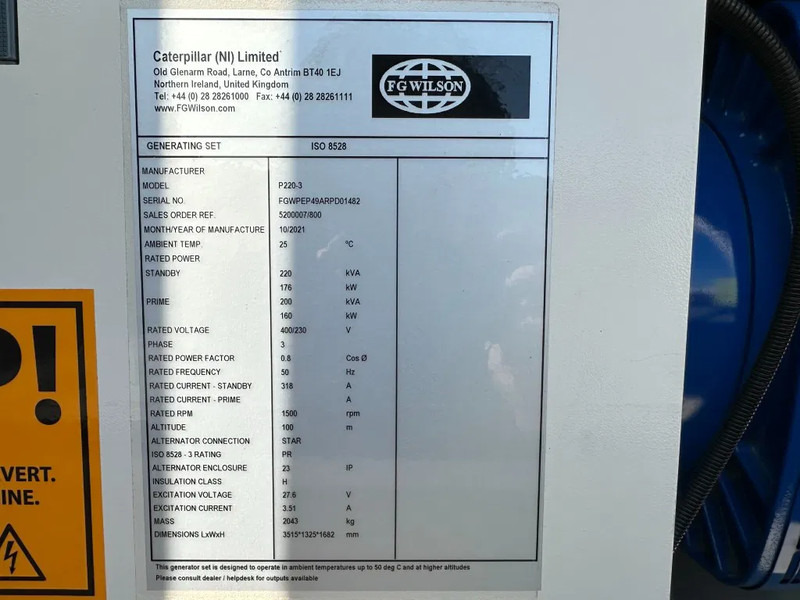 Caterpillar (NI) Limited
Old Glenarm Road, Larne, Co Antrim BT40 1EJ
Northern Ireland, United Kingdom
Tel: +44 (0) 28 28261000 Fax: +44 (0) 28 28261111
www.FGWilson.com
FG WILSON
GENERATING SET ISO 8528
MANUFACTURER
MODEL P220-3
SERIAL NO. FGWPEP49ARPD01482
SALES ORDER REF. 5200007/800
MONTH/YEAR OF MANUFACTURE 10/2021
AMBIENT TEMP. 25 ºC
RATED POWER
STANDBY 220 kVA
176 kW
PRIME 200 kVA
160 kW
RATED VOLTAGE 400/230 V
PHASE 3
RATED POWER FACTOR 0.8 Cos Ø
RATED FREQUENCY 50 Hz
RATED CURRENT - STANDBY 318 A
RATED CURRENT - PRIME A
RATED RPM 1500 rpm
ALTITUDE 100 m
ALTERNATOR CONNECTION STAR
ISO 8528 - 3 RATING PR
ALTERNATOR ENCLOSURE 23 IP
INSULATION CLASS H
EXCITATION VOLTAGE 27.6 V
EXCITATION CURRENT 3.51 A
MASS 2043 kg
DIMENSIONS LxWxH 3515*1325*1682 mm
This generator set is designed to operate in ambient temperatures up to 50 deg C and at higher altitudes
Please consult dealer / helpdesk for outputs available
!
VERT.
INE.